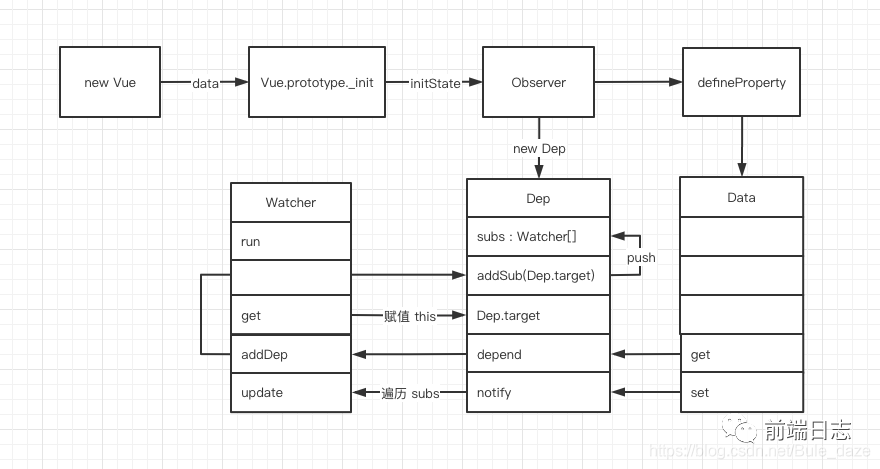 new Vue
data
Vue.prototype._init
initState
Observer
defineProperty
new Dep
Watcher
run
get
addDep
update
赋值 this
遍历 subs
Dep
subs : Watcher[]
addSub(Dep.target)
Dep.target
depend
notify
push
Data
get
set
前端日志
https://blog.csdn.net/Bule_daze